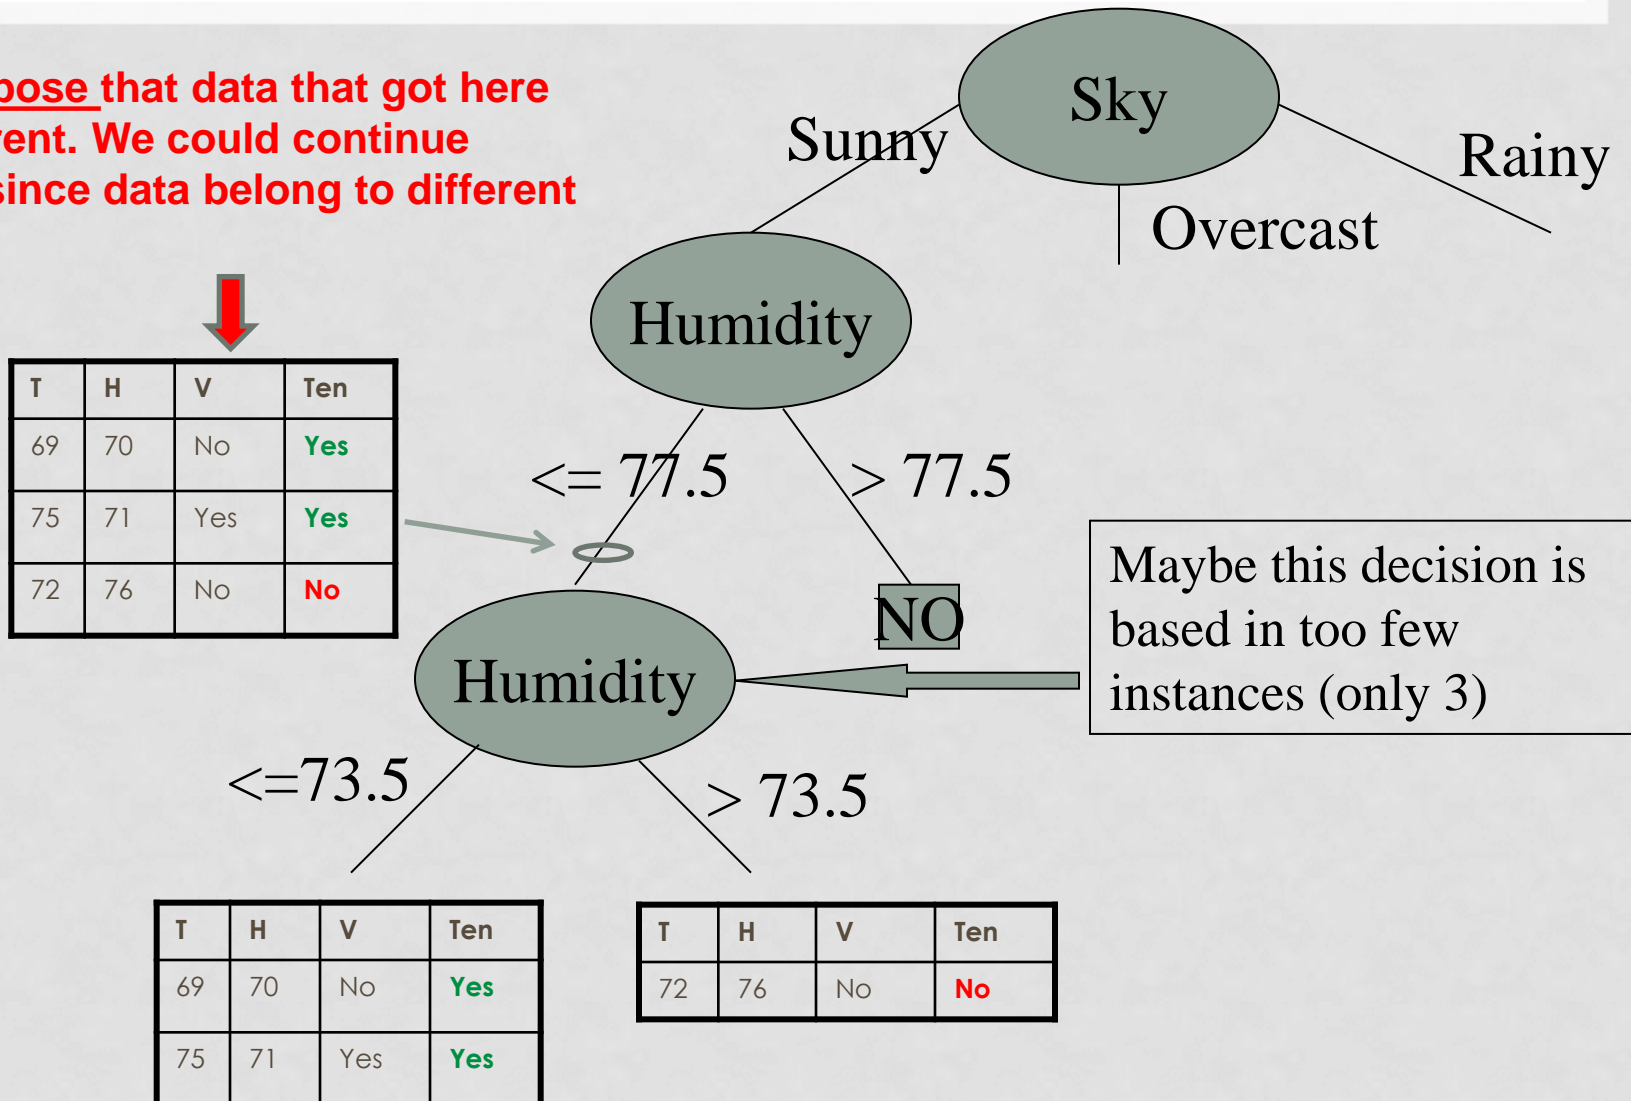 pose that data that got here
rent. We could continue
since data belong to different
Sky
Sunny
Rainy
Overcast
Humidity
T H V Ten
69 70 No Yes
75 71 Yes Yes
72 76 No No
<= 77.5
> 77.5
NO
Maybe this decision is
based in too few
instances (only 3)
Humidity
<=73.5
> 73.5
T H V Ten
69 70 No Yes
75 71 Yes Yes
T H V Ten
72 76 No No